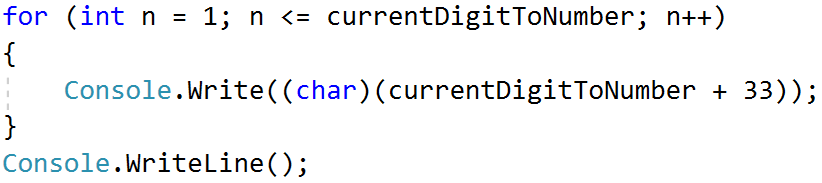 for (int n = 1; n <= currentDigitToNumber; n++)
{
    Console.Write((char)(currentDigitToNumber + 33));
}
Console.WriteLine();